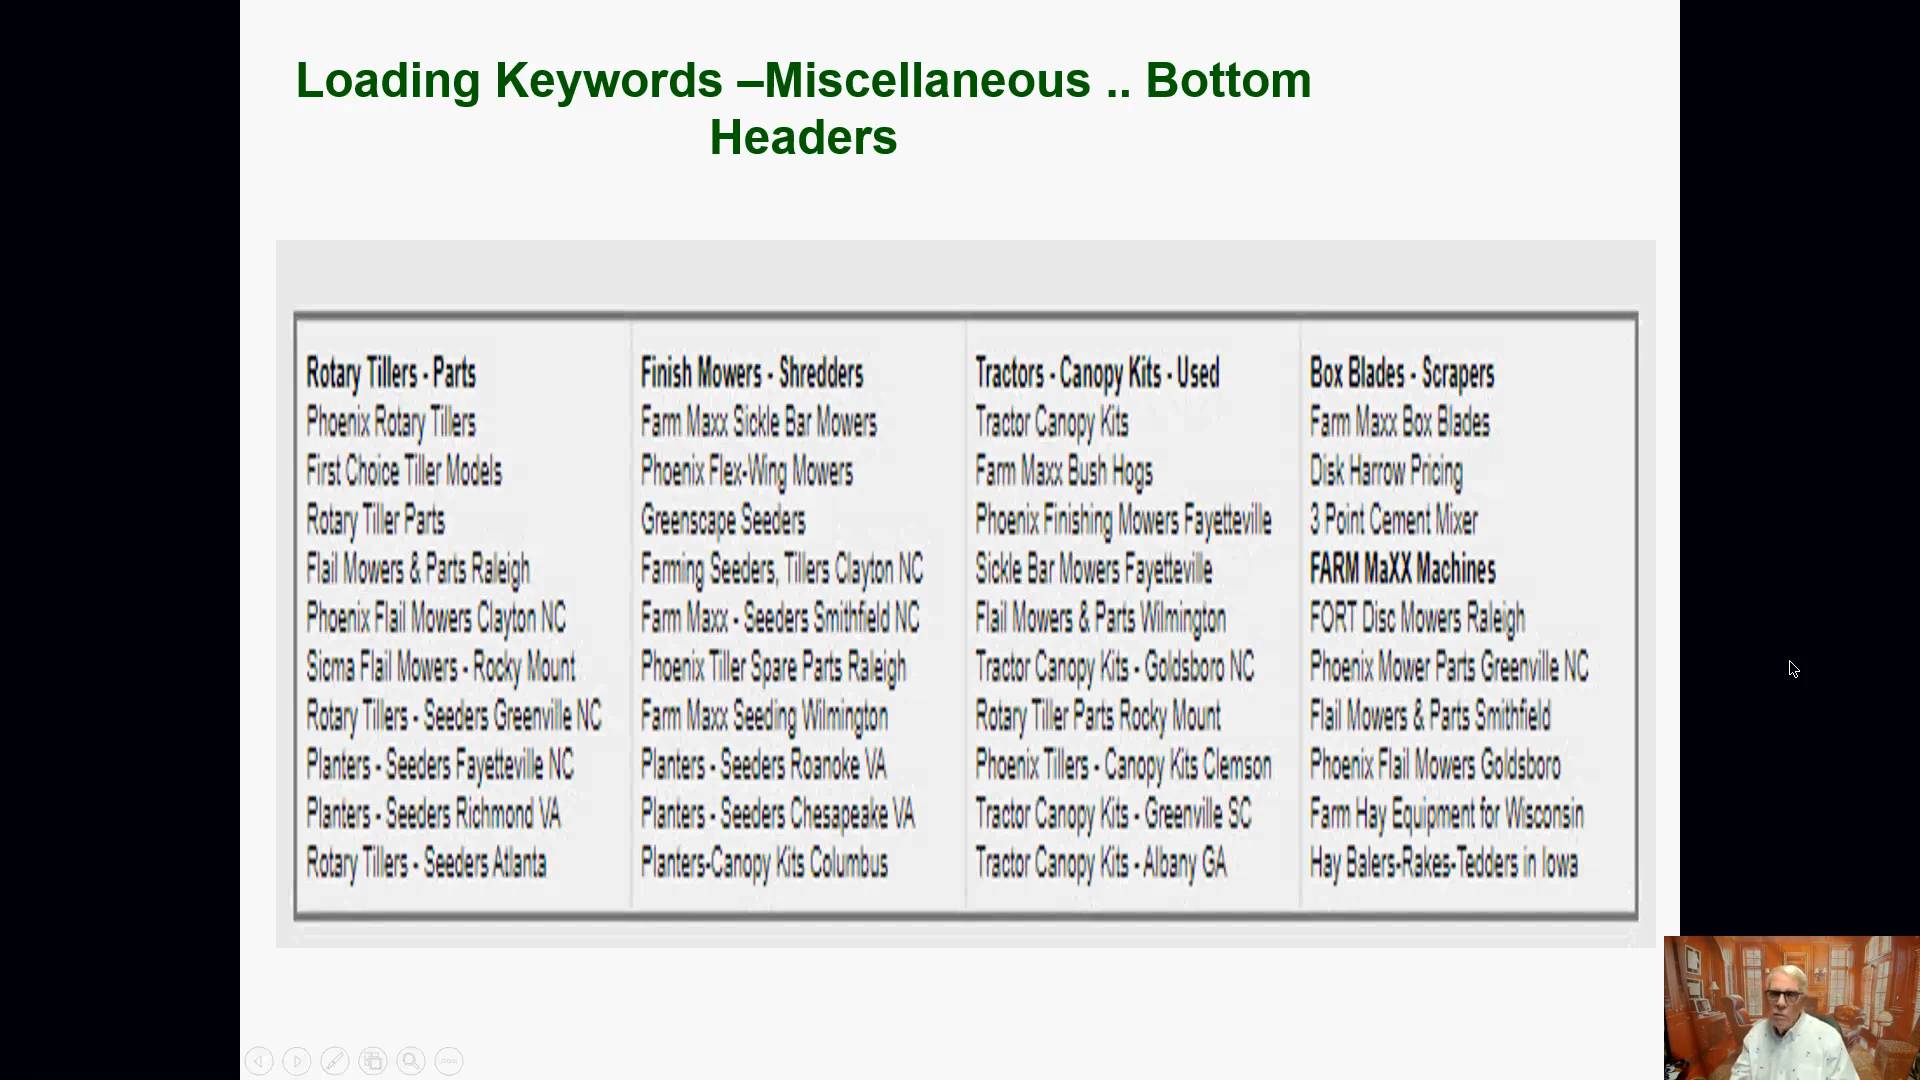 Loading Keywords –Miscellaneous .. Bottom
Headers
Rotary Tillers - Parts
Phoenix Rotary Tillers
First Choice Tiller Models
Rotary Tiller Parts
Flail Mowers & Parts Raleigh
Phoenix Flail Mowers Clayton NC
Sicma Flail Mowers - Rocky Mount
Rotary Tillers - Seeders Greenville NC
Planters - Seeders Fayetteville NC
Planters - Seeders Richmond VA
Rotary Tillers - Seeders Atlanta
Finish Mowers - Shredders
Farm Maxx Sickle Bar Mowers
Phoenix Flex-Wing Mowers
Greenscape Seeders
Farming Seeders, Tillers Clayton NC
Farm Maxx - Seeders Smithfield NC
Phoenix Tiller Spare Parts Raleigh
Farm Maxx Seeding Wilmington
Planters - Seeders Roanoke VA
Planters - Seeders Chesapeake VA
Planters-Canopy Kits Columbus
Tractors - Canopy Kits - Used
Tractor Canopy Kits
Farm Maxx Bush Hogs
Phoenix Finishing Mowers Fayetteville
Sickle Bar Mowers Fayetteville
Flail Mowers & Parts Wilmington
Tractor Canopy Kits - Goldsboro NC
Rotary Tiller Parts Rocky Mount
Phoenix Tillers - Canopy Kits Clemson
Tractor Canopy Kits - Greenville SC
Tractor Canopy Kits - Albany GA
Box Blades - Scrapers
Farm Maxx Box Blades
Disk Harrow Pricing
3 Point Cement Mixer
FARM MaXX Machines
FORT Disc Mowers Raleigh
Phoenix Mower Parts Greenville NC
Flail Mowers & Parts Smithfield
Phoenix Flail Mowers Goldsboro
Farm Hay Equipment for Wisconsin
Hay Balers-Rakes-Tedders in Iowa